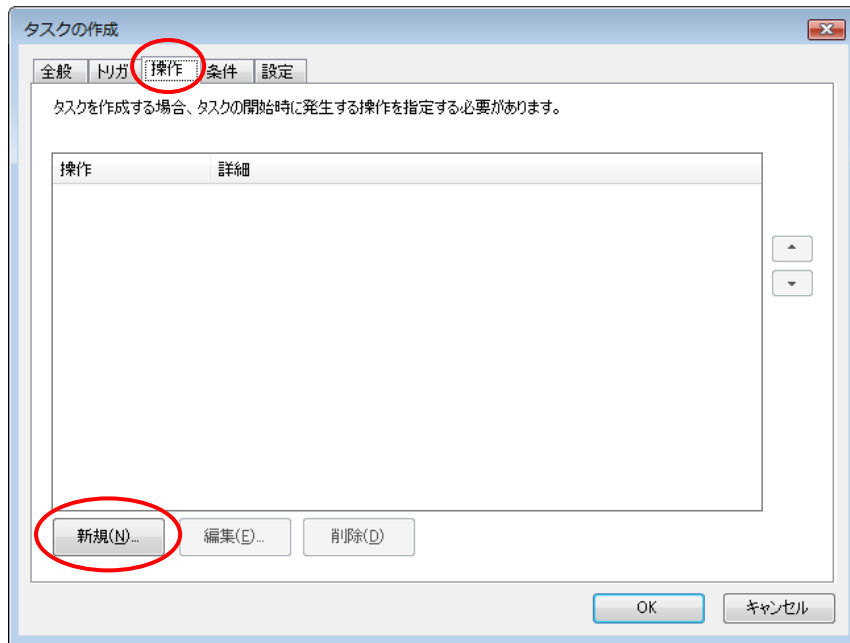 タスクの作成
全般 トリガ 操作 条件 設定
タスクを作成する場合、タスクの開始時に発生する操作を指定する必要があります。
操作 詳細
新規(N)... 編集(E)... 削除(D)
OK キャンセル